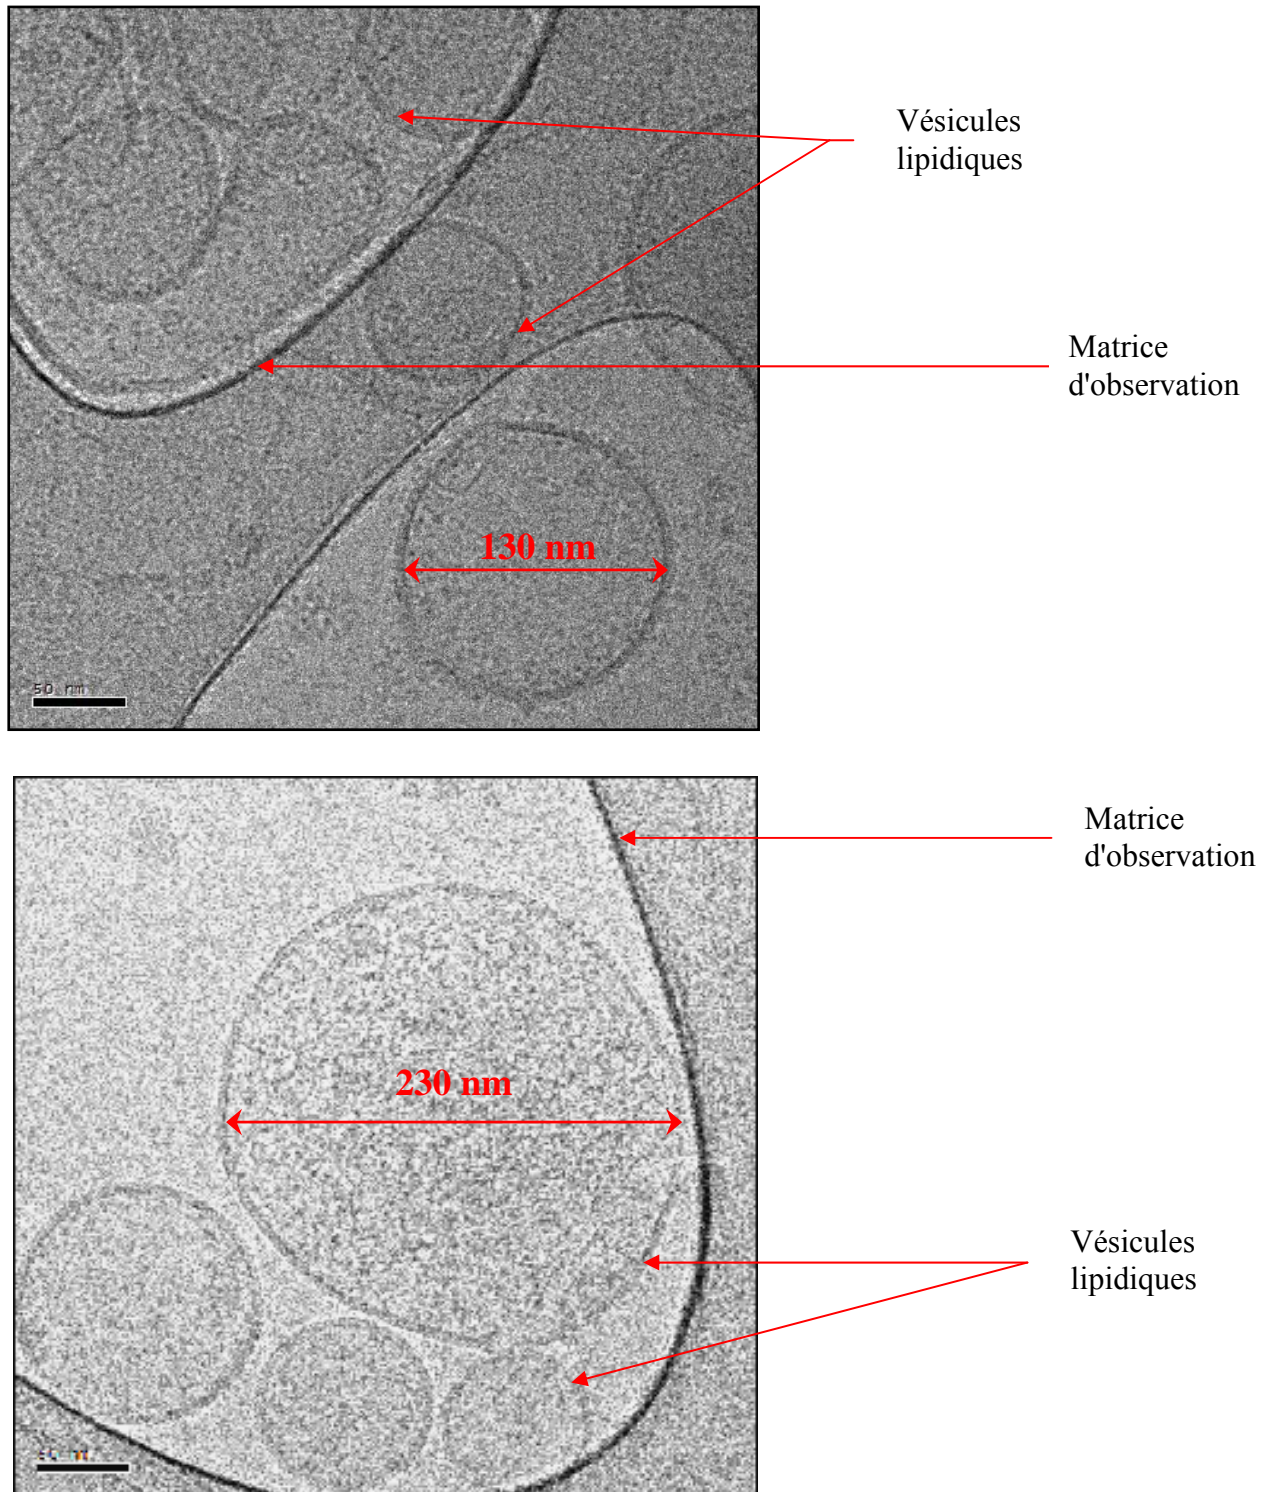 Vésicules
lipidiques
Matrice
d'observation
130 nm
50 nm
Matrice
d'observation
230 nm
Vésicules
lipidiques